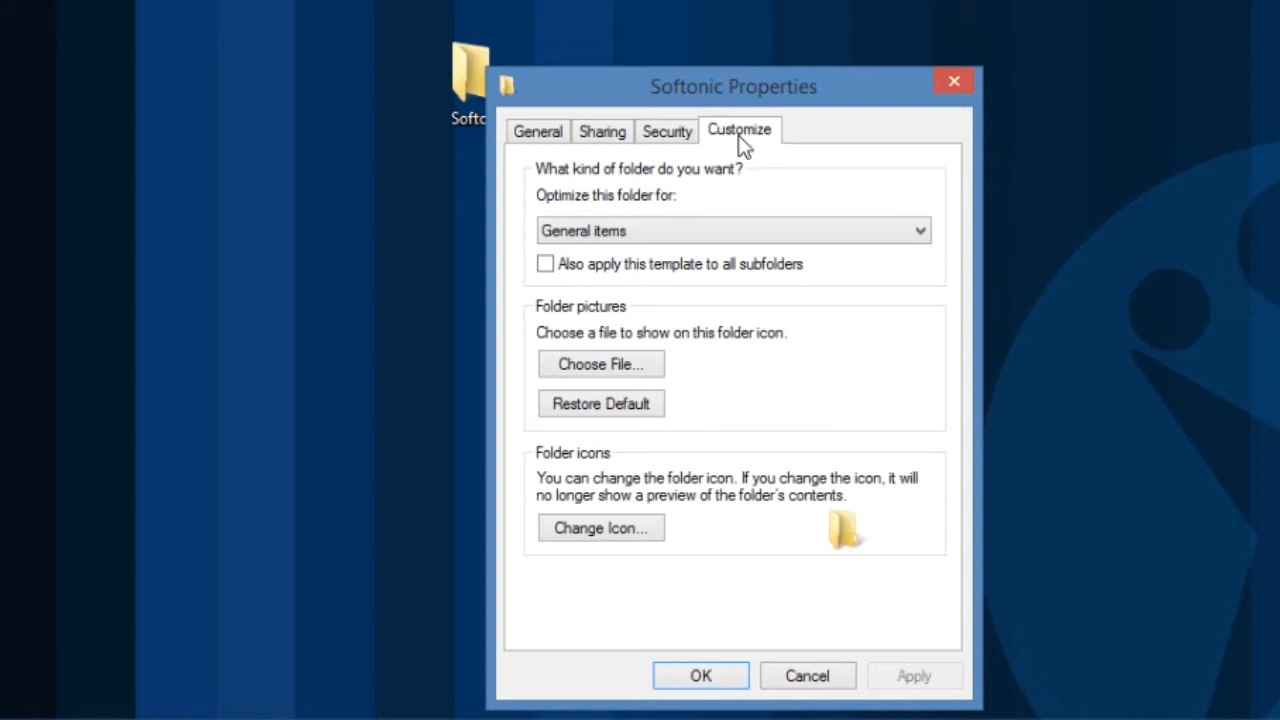 Softonic Properties
Softo
General
Sharing
Security
Customize
What kind of folder do you want?
Optimize this folder for:
General items
Also apply this template to all subfolders
Folder pictures
Choose a file to show on this folder icon.
Choose File...
Restore Default
Folder icons
You can change the folder icon. If you change the icon, it will
no longer show a preview of the folder's contents.
Change Icon...
OK
Cancel
Apply